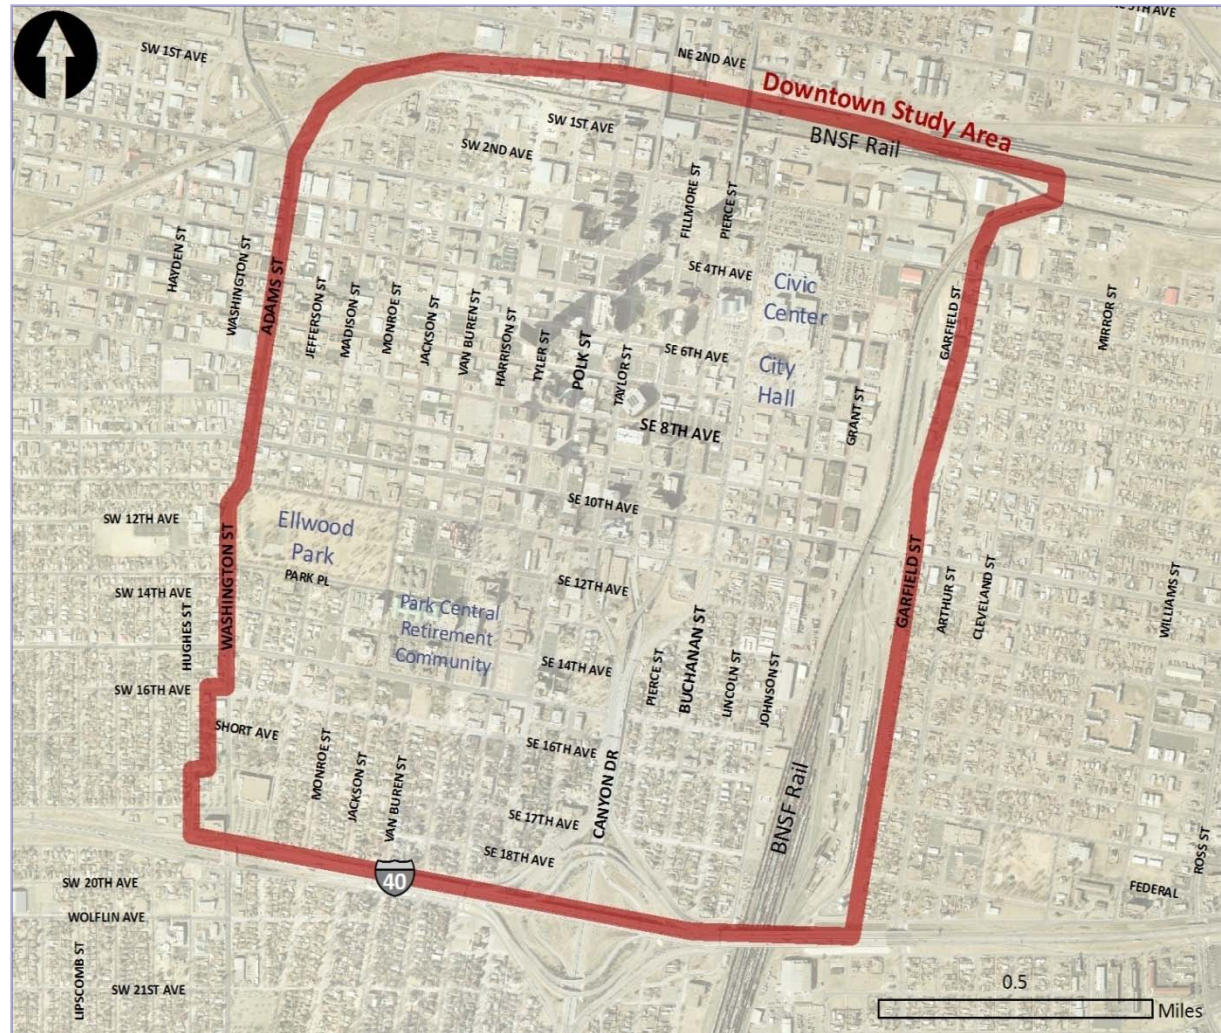 NE 5TH AVE
SW 1ST AVE
NE 2ND AVE
Downtown Study Area
SW 1ST AVE
BNSF Rail
SW 2ND AVE
FILLMORE ST
PIERCE ST
HAYDEN ST
WASHINGTON ST
ADAMS ST
SE 4TH AVE
Civic
Center
JEFFERSON ST
MADISON ST
MONROE ST
JACKSON ST
VAN BUREN ST
HARRISON ST
TYLER ST
POLK ST
TAYLOR ST
SE 6TH AVE
City
Hall
GARFIELD ST
MIRROR ST
GRANT ST
SE 8TH AVE
SE 10TH AVE
SW 12TH AVE
Ellwood
Park
PARK PL
SW 14TH AVE
HUGHES ST
WASHINGTON ST
SE 12TH AVE
Park Central
Retirement
Community
GARFIELD ST
ARTHUR ST
CLEVELAND ST
WILLIAMS ST
SE 14TH AVE
PIERCE ST
BUCHANAN ST
LINCOLN ST
JOHNSON ST
SW 16TH AVE
SHORT AVE
MONROE ST
JACKSON ST
VAN BUREN ST
SE 16TH AVE
CANYON DR
BNSF Rail
SE 17TH AVE
SE 18TH AVE
40
SW 20TH AVE
WOLFLIN AVE
LIPSCOMB ST
SW 21ST AVE
ROSS ST
FEDERAL
0.5
Miles